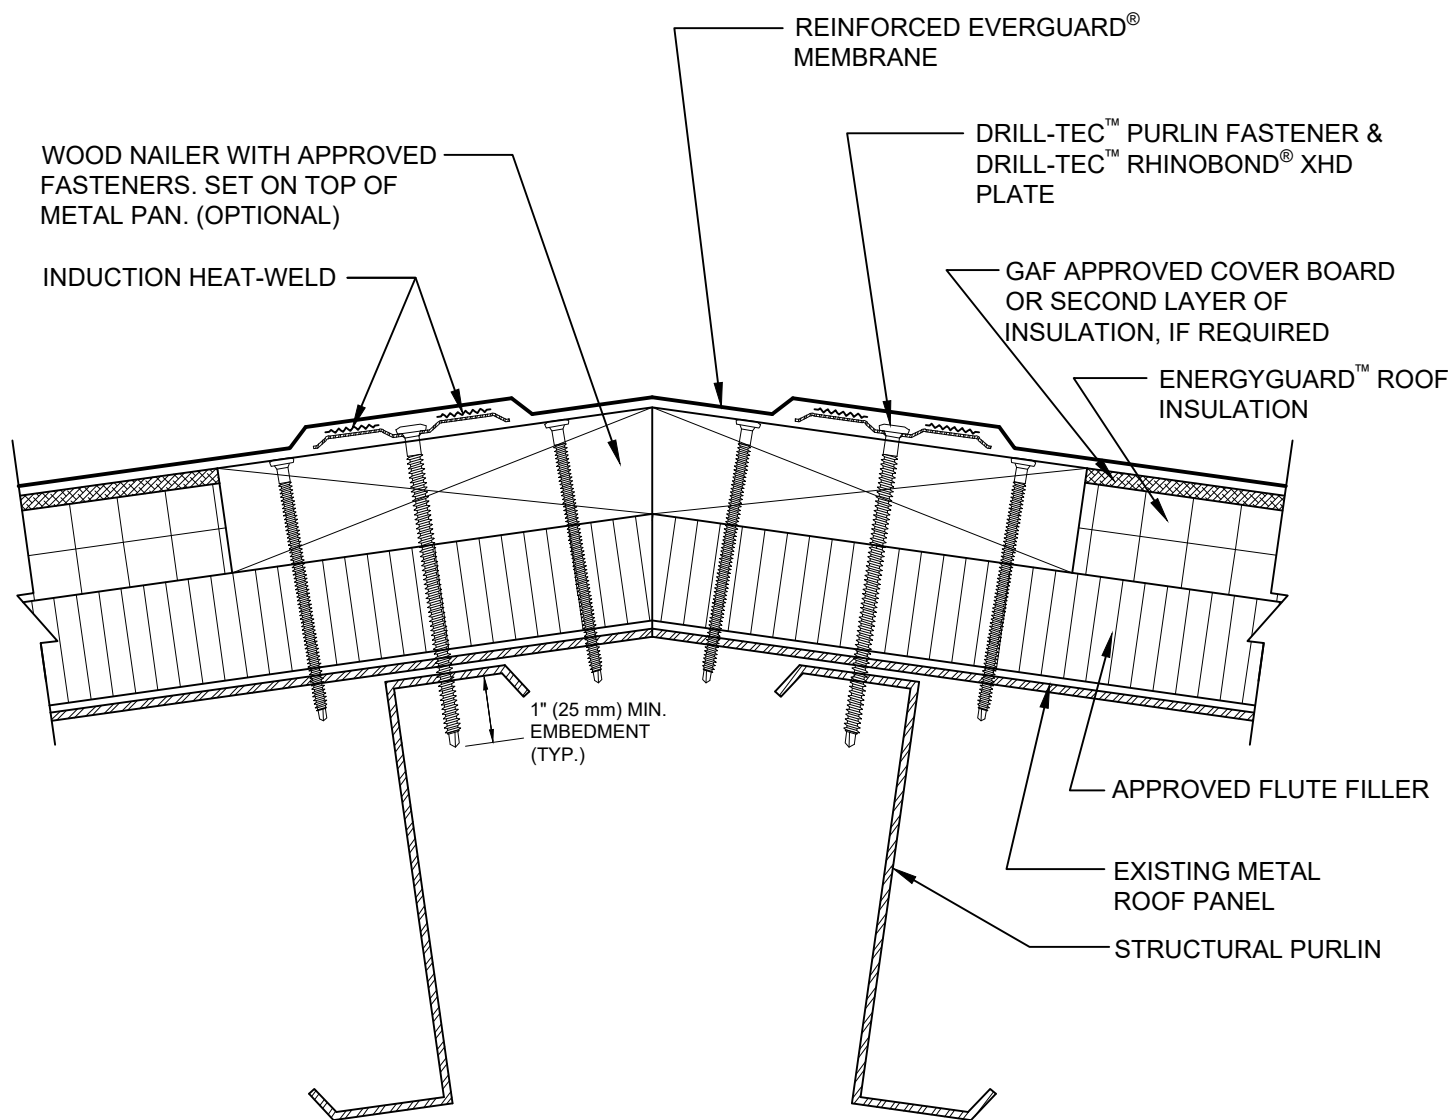 REINFORCED EVERGUARD®
MEMBRANE
DRILL-TEC™ PURLIN FASTENER &
DRILL-TEC™ RHINOBOND® XHD
PLATE
WOOD NAILER WITH APPROVED
FASTENERS. SET ON TOP OF
METAL PAN. (OPTIONAL)
INDUCTION HEAT-WELD
GAF APPROVED COVER BOARD
OR SECOND LAYER OF
INSULATION, IF REQUIRED
ENERGYGUARD™ ROOF
INSULATION
1" (25 mm) MIN.
EMBEDMENT
(TYP.)
APPROVED FLUTE FILLER
EXISTING METAL
ROOF PANEL
STRUCTURAL PURLIN